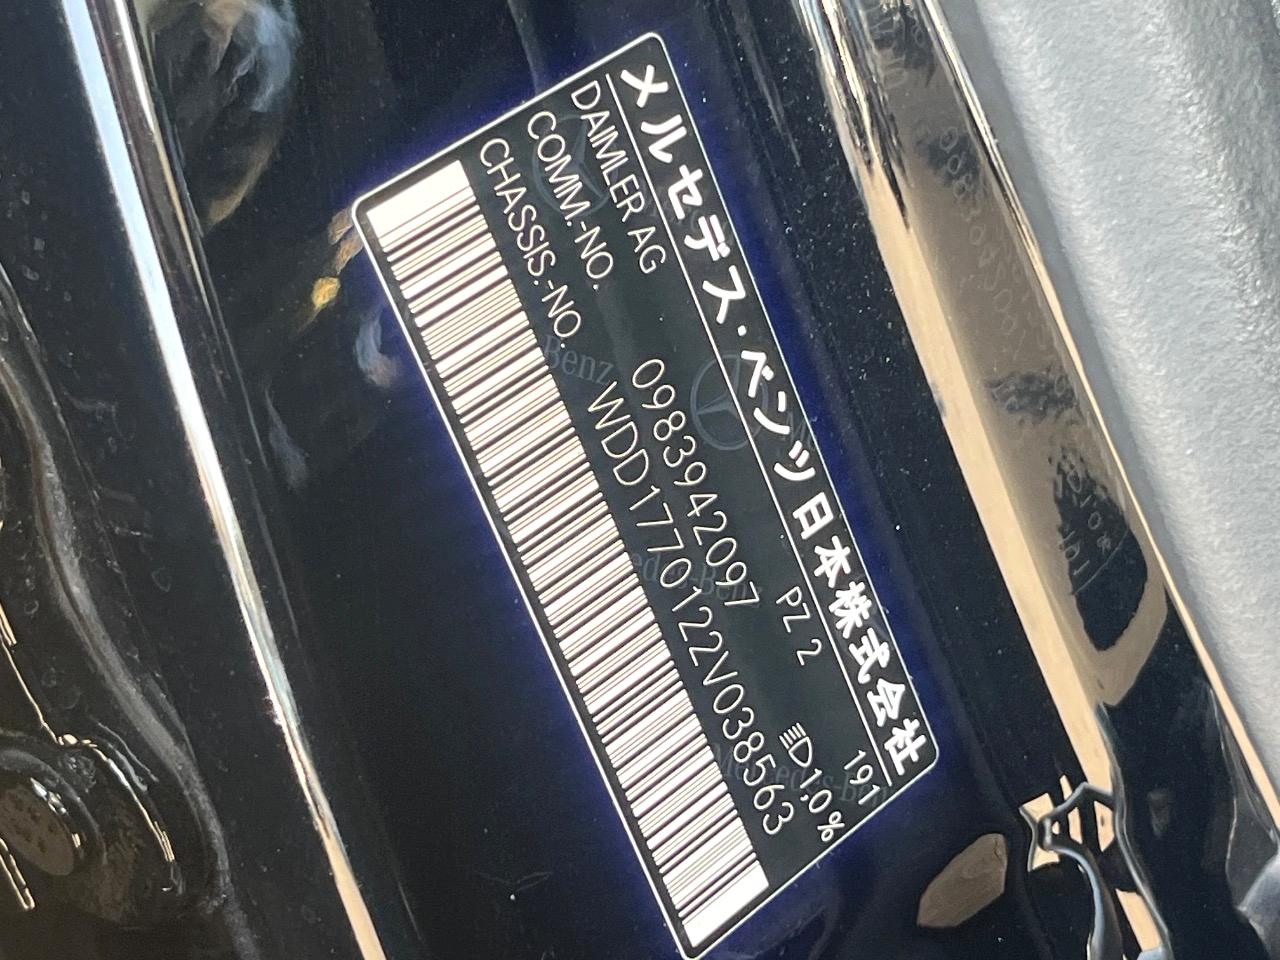 メルセデス・ベンツ日本株式会社
DAIMLER AG 191
COMM.-NO. 0983942097 PZ 2 1,0 %
CHASSIS.-NO. WDD1770122V038563